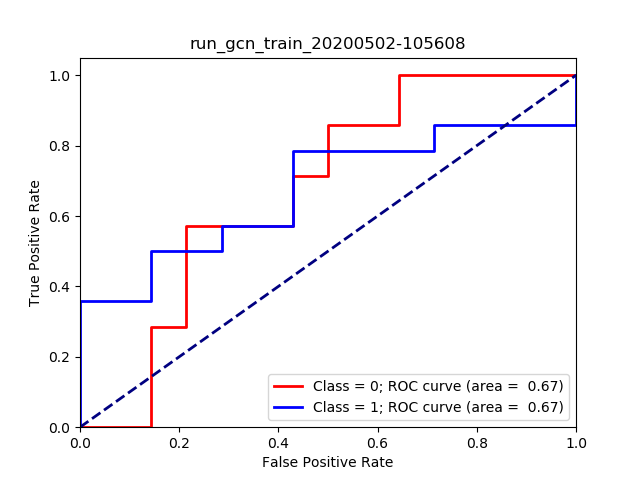 run_gcn_train_20200502-105608
1.0
0.8
0.6
0.4
0.2
0.0
True Positive Rate
Class = 0; ROC curve (area =  0.67)
Class = 1; ROC curve (area =  0.67)
0.0 0.2 0.4 0.6 0.8 1.0
False Positive Rate